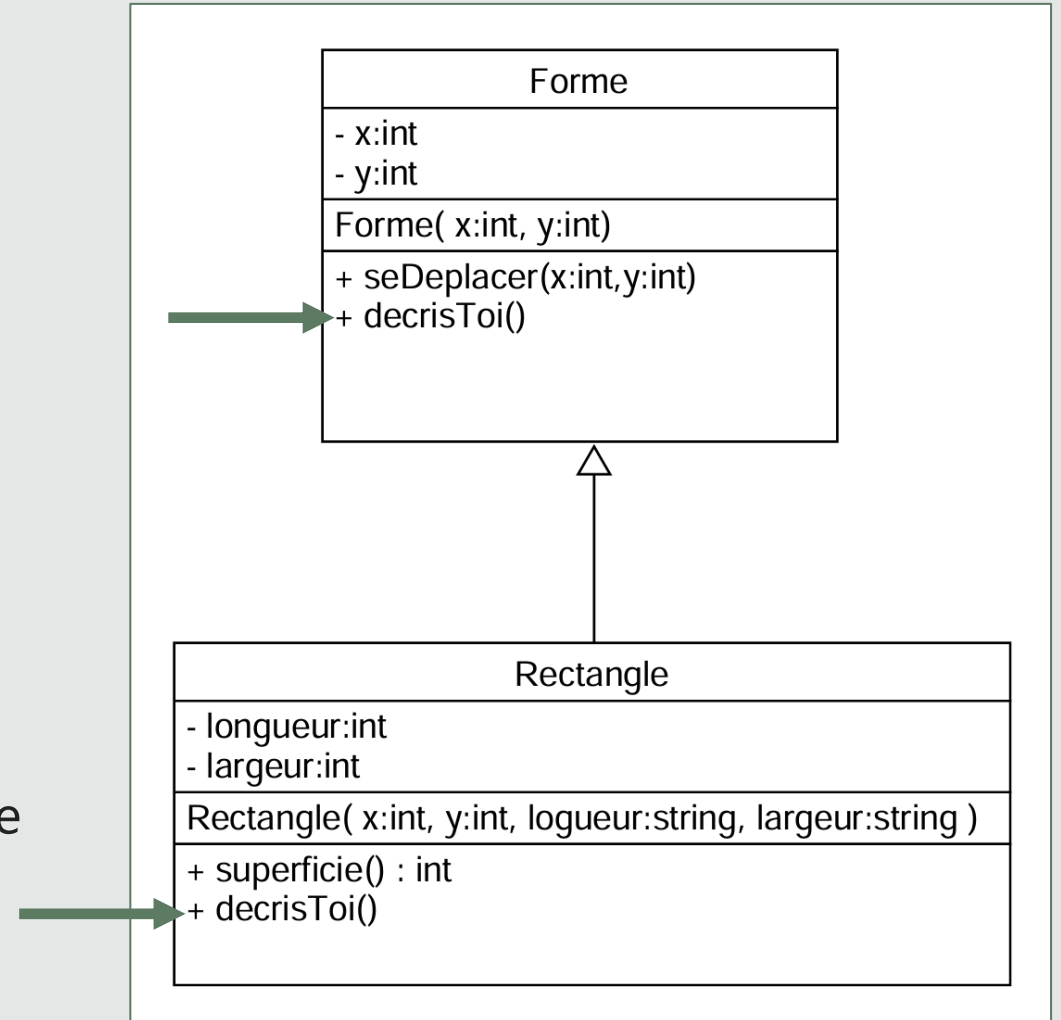 Forme
- x:int
- y:int
Forme( x:int, y:int)
+ seDeplacer(x:int,y:int)
+ decrisToi()
Rectangle
- longueur:int
- largeur:int
e
Rectangle( x:int, y:int, logueur:string, largeur:string )
+ superficie() : int
+ decrisToi()